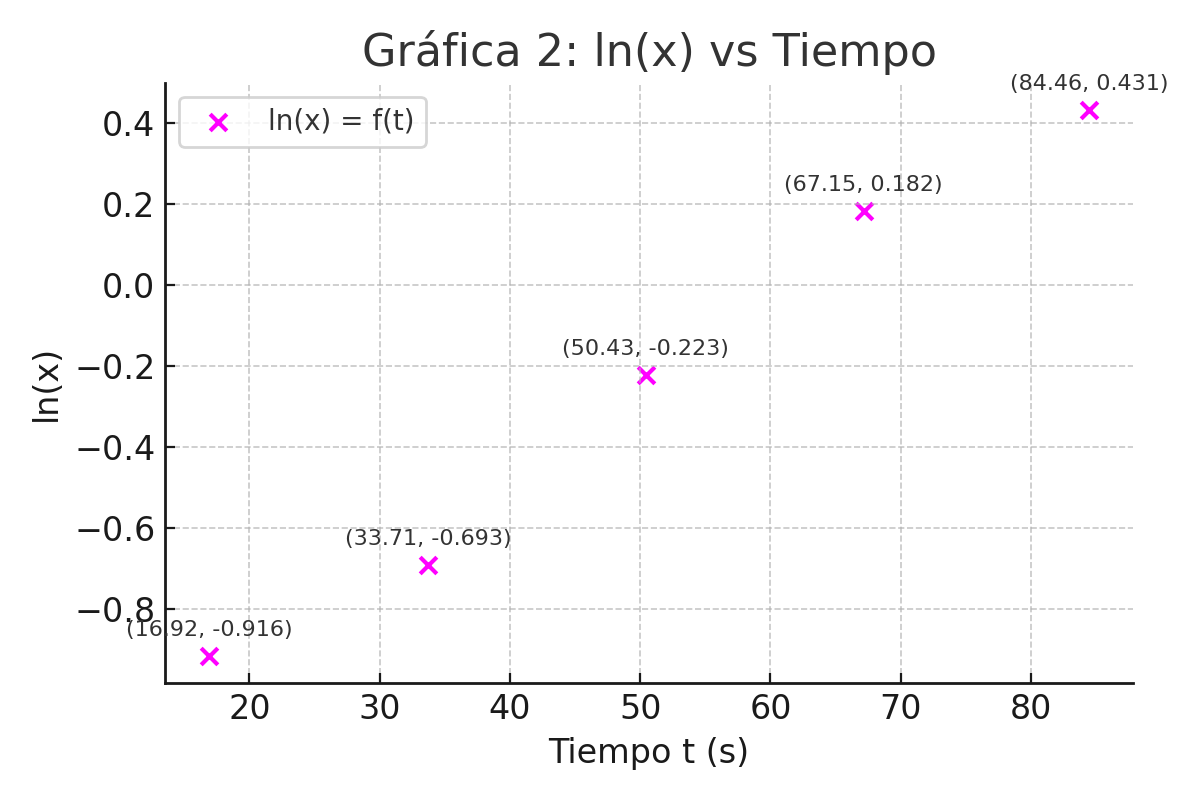 Gráfica 2: ln(x) vs Tiempo
(84.46, 0.431)
ln(x) = f(t)
0.4
(67.15, 0.182)
0.2
0.0
(50.43, -0.223)
−0.2
ln(x)
−0.4
(33.71, -0.693)
−0.6
−0.8
(16.92, -0.916)
20 30 40 50 60 70 80
Tiempo t (s)